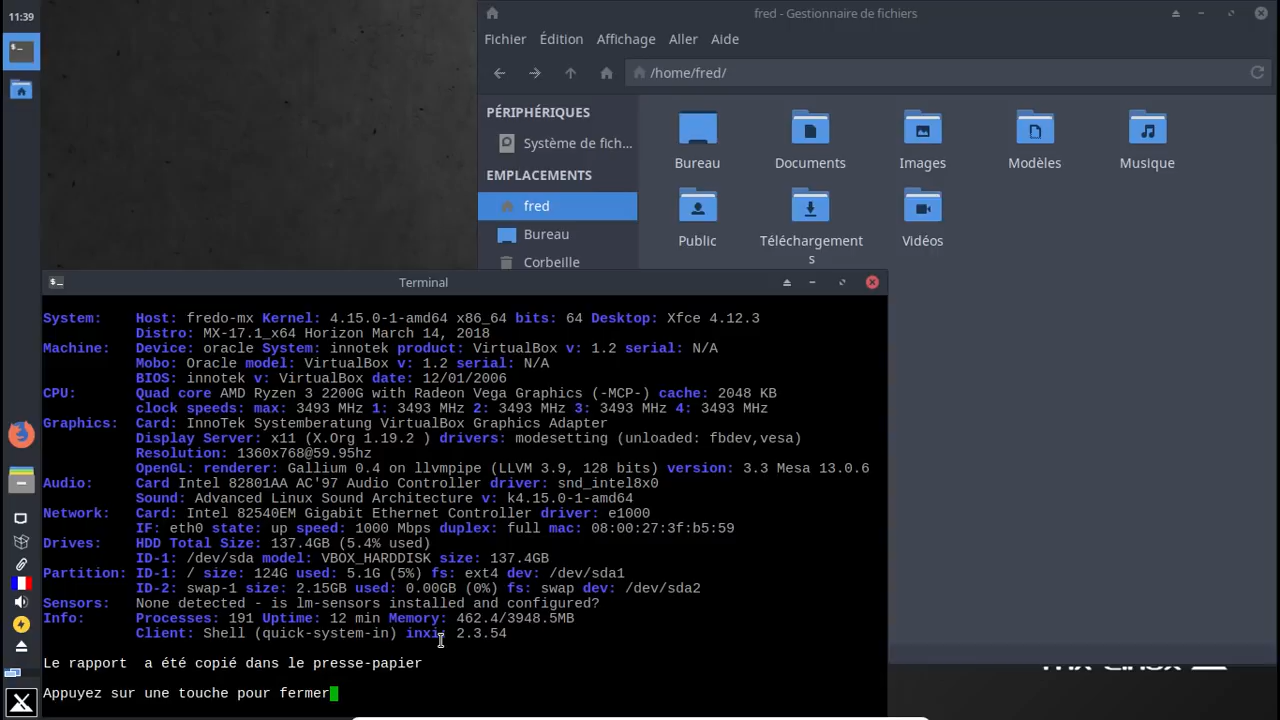 11:39
fred - Gestionnaire de fichiers
Fichier Édition Affichage Aller Aide
/home/fred/
PÉRIPHÉRIQUES
Système de fich...
EMPLACEMENTS
fred
Bureau
Corbeille
Bureau
Documents
Images
Modèles
Musique
Public
Téléchargement
s
Vidéos
$_
Terminal
System: Host: fredo-mx Kernel: 4.15.0-1-amd64 x86_64 bits: 64 Desktop: Xfce 4.12.3
Distro: MX-17.1_x64 Horizon March 14, 2018
Machine: Device: oracle System: innotek product: VirtualBox v: 1.2 serial: N/A
Mobo: Oracle model: VirtualBox v: 1.2 serial: N/A
BIOS: innotek v: VirtualBox date: 12/01/2006
CPU: Quad core AMD Ryzen 3 2200G with Radeon Vega Graphics (-MCP-) cache: 2048 KB
clock speeds: max: 3493 MHz 1: 3493 MHz 2: 3493 MHz 3: 3493 MHz 4: 3493 MHz
Graphics: Card: InnoTek Systemberatung VirtualBox Graphics Adapter
Display Server: x11 (X.Org 1.19.2 ) drivers: modesetting (unloaded: fbdev,vesa)
Resolution: 1360x768@59.95hz
OpenGL: renderer: Gallium 0.4 on llvmpipe (LLVM 3.9, 128 bits) version: 3.3 Mesa 13.0.6
Audio: Card Intel 82801AA AC'97 Audio Controller driver: snd_intel8x0
Sound: Advanced Linux Sound Architecture v: k4.15.0-1-amd64
Network: Card: Intel 82540EM Gigabit Ethernet Controller driver: e1000
IF: eth0 state: up speed: 1000 Mbps duplex: full mac: 08:00:27:3f:b5:59
Drives: HDD Total Size: 137.4GB (5.4% used)
ID-1: /dev/sda model: VBOX_HARDDISK size: 137.4GB
Partition: ID-1: / size: 124G used: 5.1G (5%) fs: ext4 dev: /dev/sda1
ID-2: swap-1 size: 2.15GB used: 0.00GB (0%) fs: swap dev: /dev/sda2
Sensors: None detected - is lm-sensors installed and configured?
Info: Processes: 191 Uptime: 12 min Memory: 462.4/3948.5MB
Client: Shell (quick-system-in) inxi: 2.3.54
Le rapport  a été copié dans le presse-papier
Appuyez sur une touche pour fermer